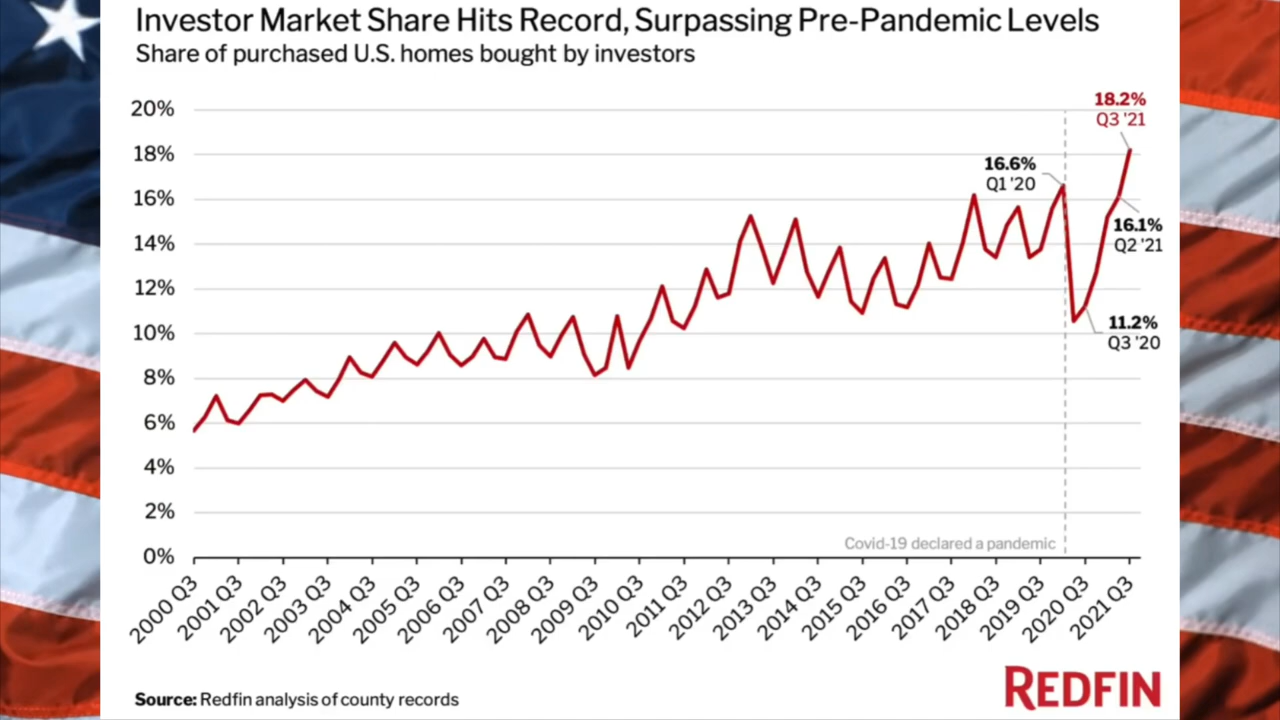 Investor Market Share Hits Record, Surpassing Pre-Pandemic Levels
Share of purchased U.S. homes bought by investors
20%
18%
16%
14%
12%
10%
8%
6%
4%
2%
0%
18.2%
Q3 '21
16.6%
Q1 '20
16.1%
Q2 '21
11.2%
Q3 '20
Covid-19 declared a pandemic
2000 Q3
2001 Q3
2002 Q3
2003 Q3
2004 Q3
2005 Q3
2006 Q3
2007 Q3
2008 Q3
2009 Q3
2010 Q3
2011 Q3
2012 Q3
2013 Q3
2014 Q3
2015 Q3
2016 Q3
2017 Q3
2018 Q3
2019 Q3
2020 Q3
2021 Q3
Source: Redfin analysis of county records
REDFIN